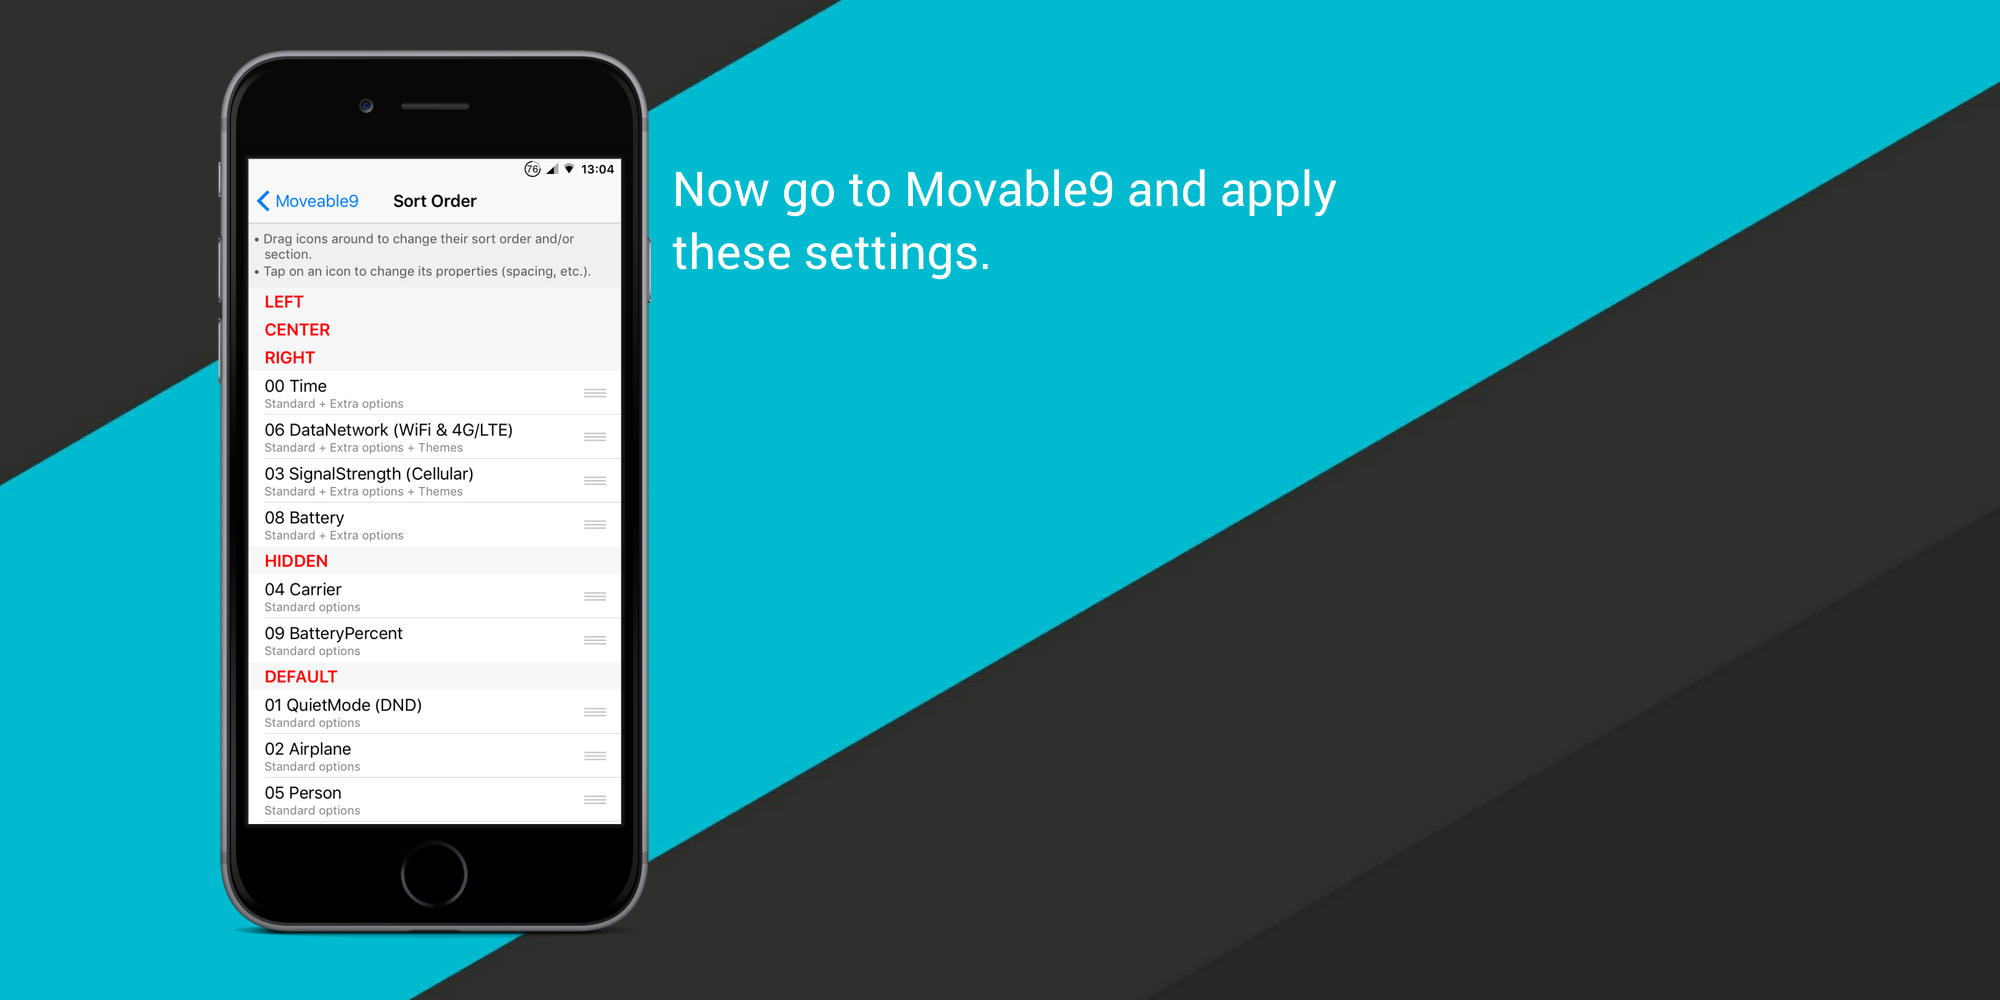 76 13:04
Moveable9 Sort Order
• Drag icons around to change their sort order and/or
section.
• Tap on an icon to change its properties (spacing, etc.).
LEFT
CENTER
RIGHT
00 Time
Standard + Extra options
06 DataNetwork (WiFi & 4G/LTE)
Standard + Extra options + Themes
03 SignalStrength (Cellular)
Standard + Extra options + Themes
08 Battery
Standard + Extra options
HIDDEN
04 Carrier
Standard options
09 BatteryPercent
Standard options
DEFAULT
01 QuietMode (DND)
Standard options
02 Airplane
Standard options
05 Person
Standard options
Now go to Movable9 and apply
these settings.